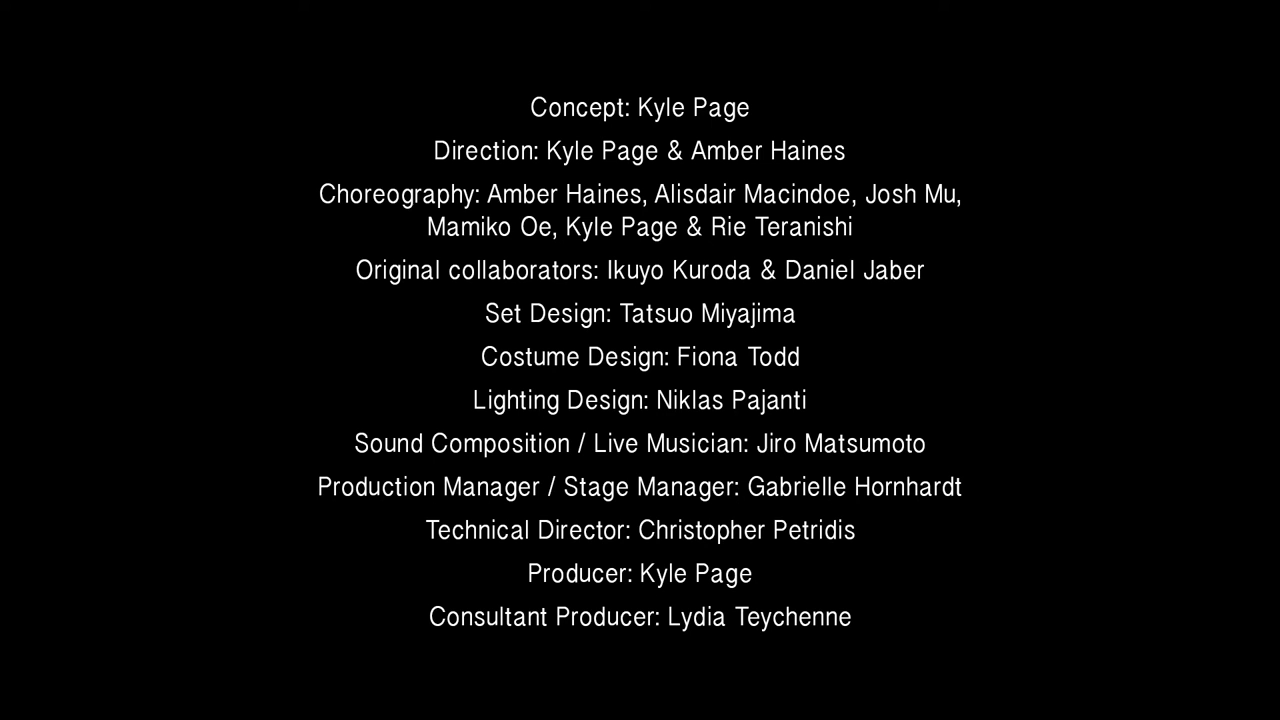 Concept: Kyle Page
Direction: Kyle Page & Amber Haines
Choreography: Amber Haines, Alisdair Macindoe, Josh Mu,
Mamiko Oe, Kyle Page & Rie Teranishi
Original collaborators: Ikuyo Kuroda & Daniel Jaber
Set Design: Tatsuo Miyajima
Costume Design: Fiona Todd
Lighting Design: Niklas Pajanti
Sound Composition / Live Musician: Jiro Matsumoto
Production Manager / Stage Manager: Gabrielle Hornhardt
Technical Director: Christopher Petridis
Producer: Kyle Page
Consultant Producer: Lydia Teychenne